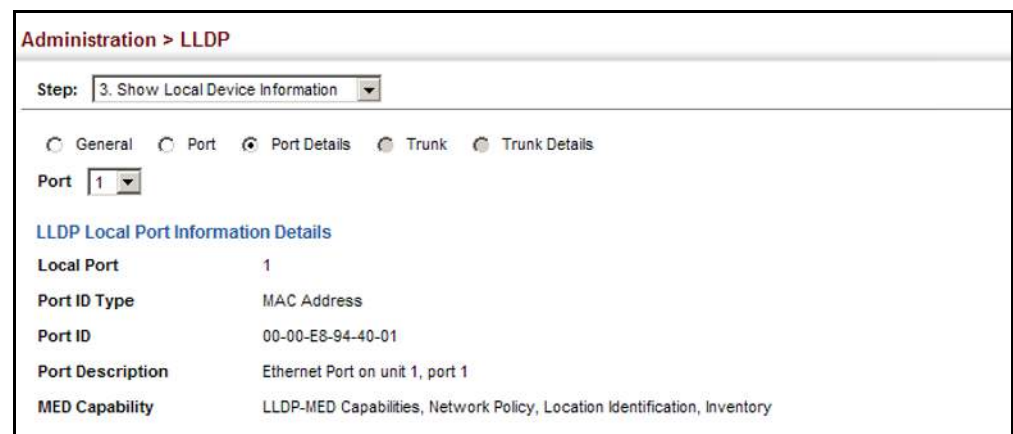 Administration > LLDP
Step: 3. Show Local Device Information
General Port Port Details Trunk Trunk Details
Port 1
LLDP Local Port Information Details
Local Port 1
Port ID Type MAC Address
Port ID 00-00-E8-94-40-01
Port Description Ethernet Port on unit 1, port 1
MED Capability LLDP-MED Capabilities, Network Policy, Location Identification, Inventory